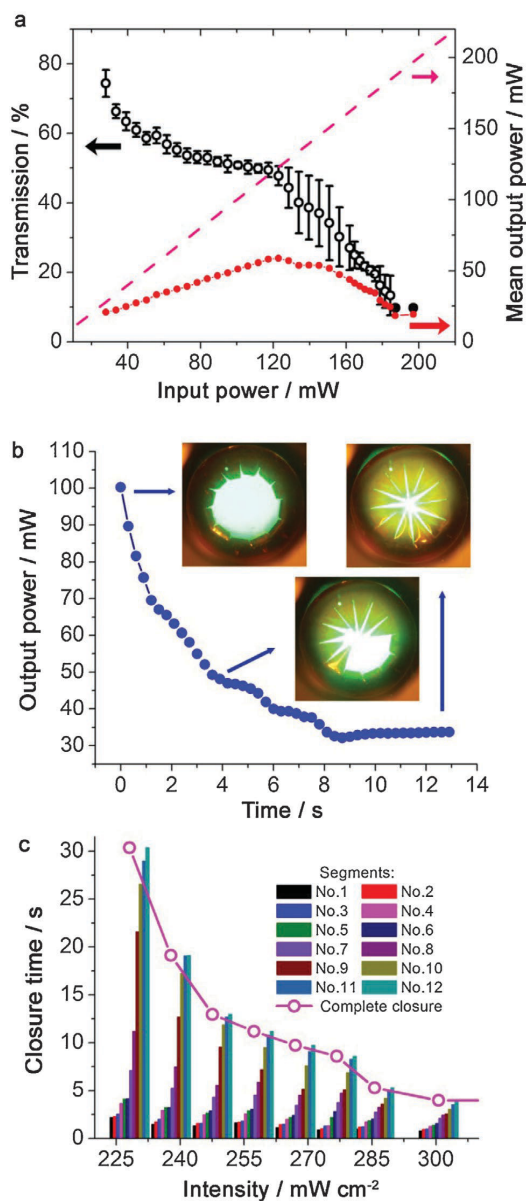 a
80
60
40
20
0
Transmission / %
200
150
100
50
0
Mean output power / mW
40 80 120 160 200
Input power / mW
b
110
100
90
80
70
60
50
40
30
Output power / mW
0 2 4 6 8 10 12 14
Time / s
c
30
25
20
15
10
5
0
Closure time / s
Segments:
No.1 No.2
No.3 No.4
No.5 No.6
No.7 No.8
No.9 No.10
No.11 No.12
Complete closure
225 240 255 270 285 300
Intensity / mW cm⁻²